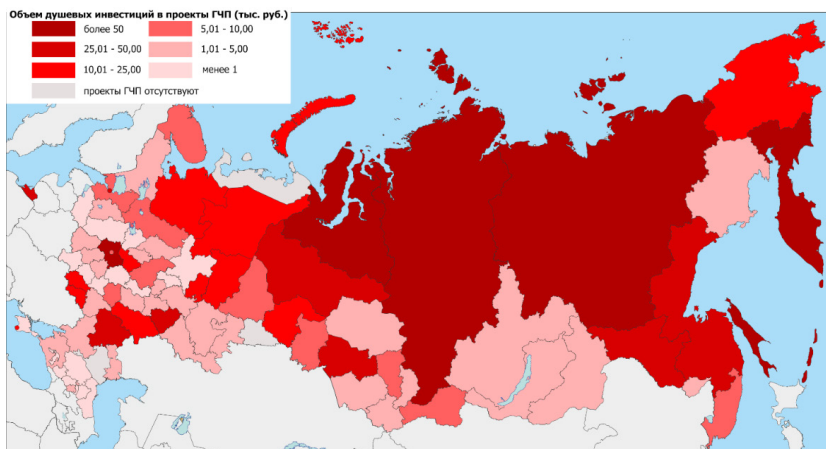 Объем душевых инвестиций в проекты ГЧП (тыс. руб.)
более 50
5,01 - 10,00
25,01 - 50,00
1,01 - 5,00
10,01 - 25,00
менее 1
проекты ГЧП отсутствуют